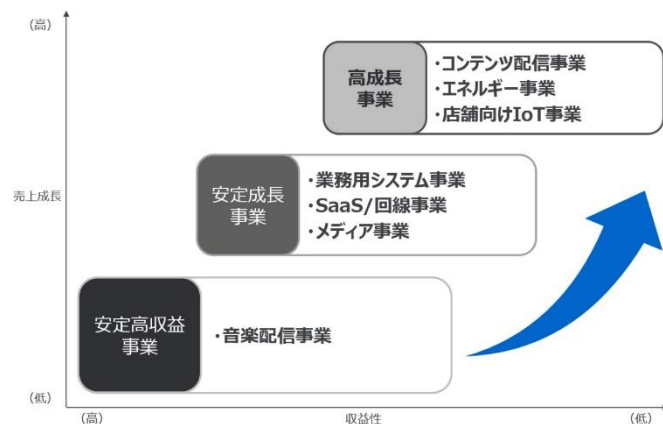 (高)
高成長
事業
・コンテンツ配信事業
・エネルギー事業
・店舗向けIoT事業
売上成長
安定成長
事業
・業務用システム事業
・SaaS/回線事業
・メディア事業
安定高収益
事業
・音楽配信事業
(低)
(高)
収益性
(低)